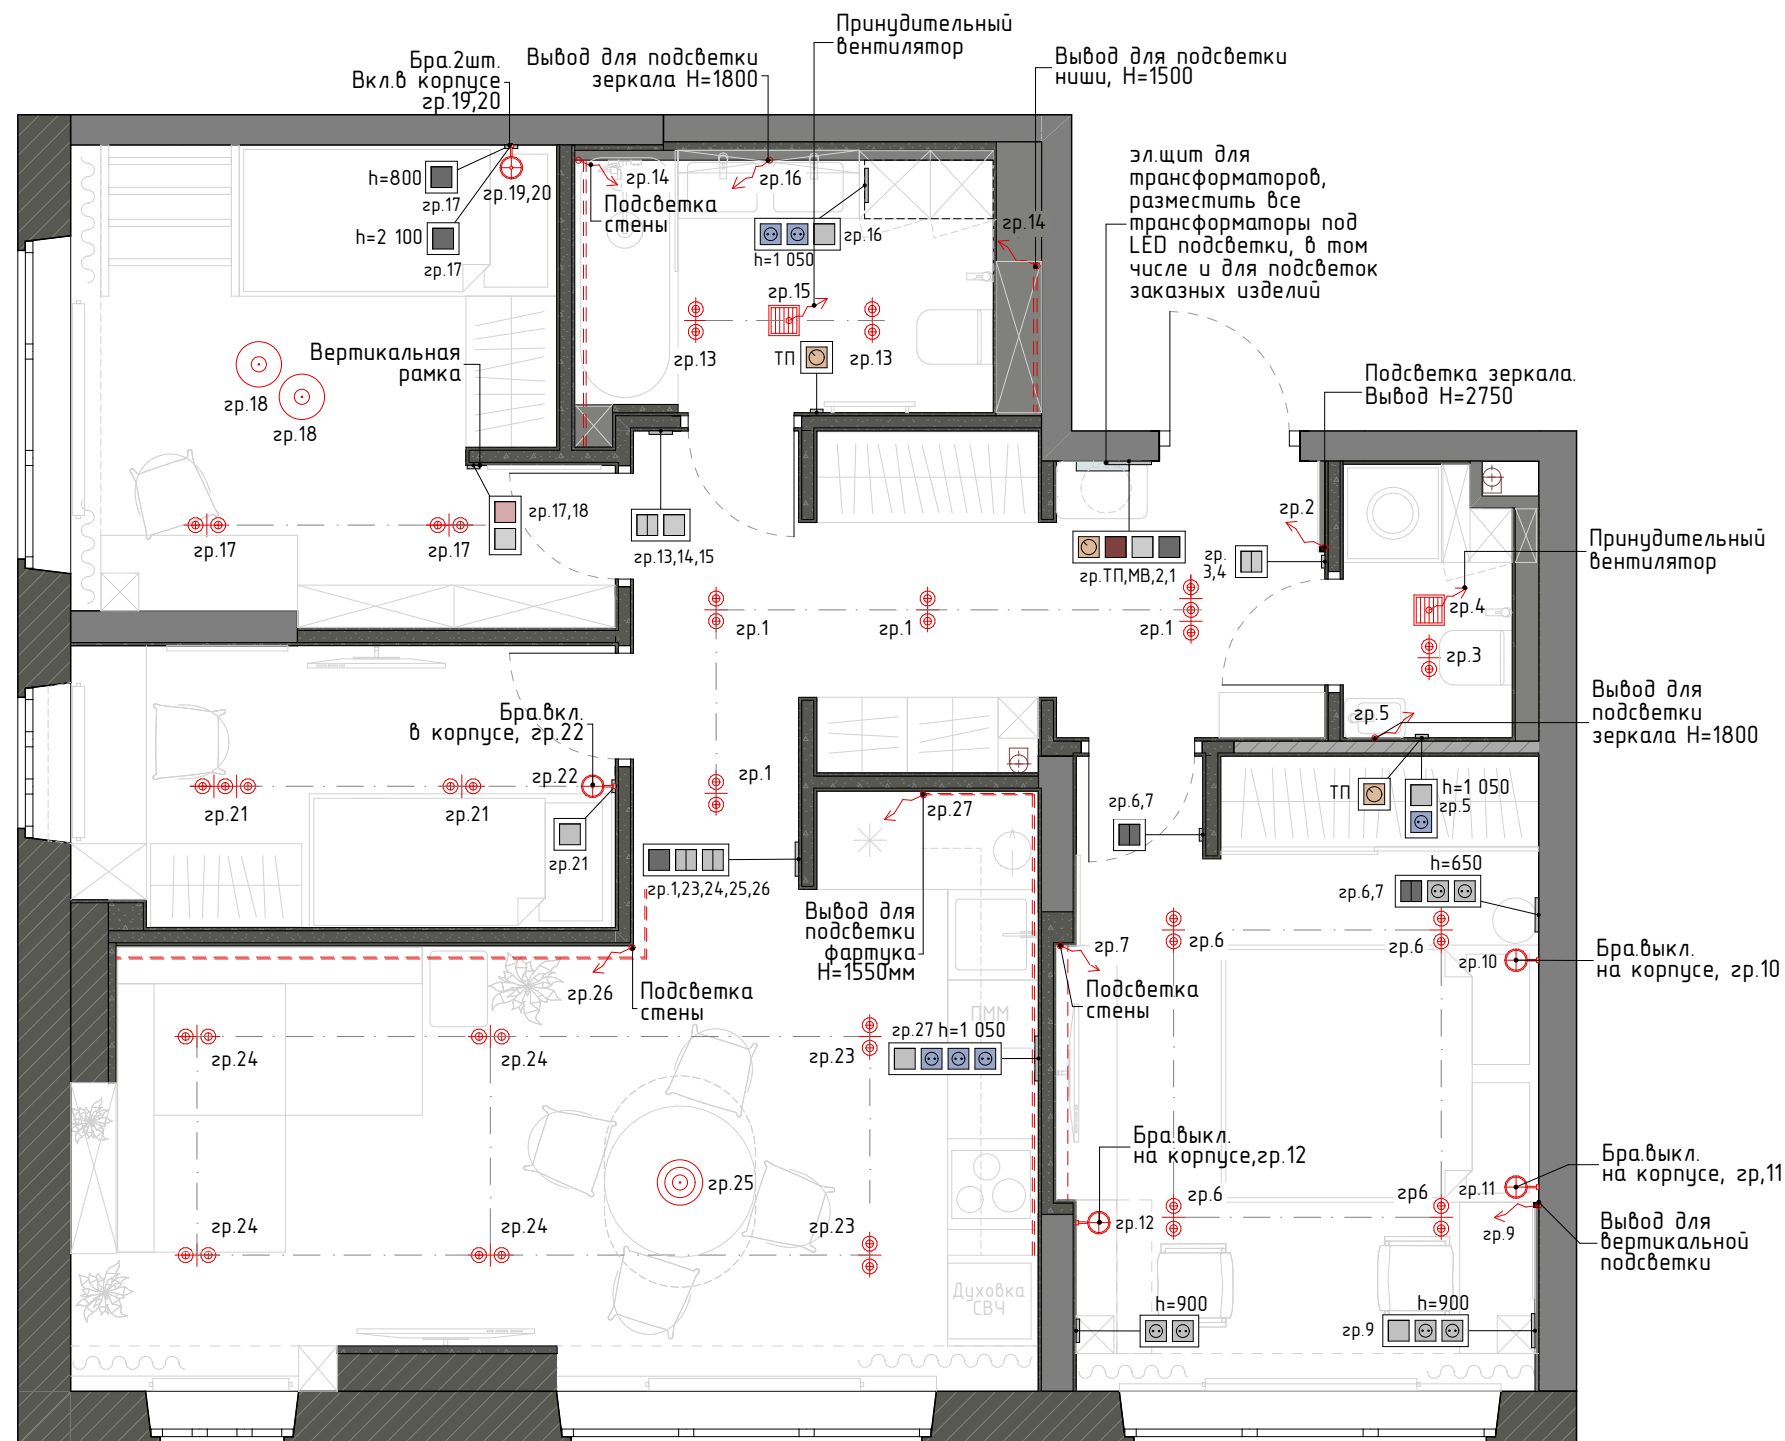 Принудительный
вентилятор
Бра.2шт.
Вкл.в корпусе
гр.19,20
Вывод для подсветки
зеркала H=1800
Вывод для подсветки
ниши, H=1500
эл.щит для
трансформаторов,
разместить все
трансформаторы под
LED подсветки, в том
числе и для подсветок
заказных изделий
h=800
гр.17
гр.19,20
h=2 100
гр.17
гр.14
Подсветка
стены
гр.16
гр.16
h=1 050
гр.14
гр.15
гр.13
ТП
гр.13
Вертикальная
рамка
гр.18
гр.18
Подсветка зеркала.
Вывод H=2750
гр.17
гр.17
гр.17,18
гр.13,14,15
гр.ТП,МВ,2,1
гр.2
гр.
3,4
Принудительный
вентилятор
гр.4
гр.3
гр.1
гр.1
гр.1
Бра.вкл.
в корпусе, гр.22
гр.5
Вывод для
подсветки
зеркала H=1800
гр.21
гр.21
гр.22
гр.21
гр.1
гр.27
гр.6,7
ТП
h=1 050
гр.5
гр.1,23,24,25,26
h=650
гр.6,7
Вывод для
подсветки
фартука
H=1550мм
гр.6
гр.6
гр.7
гр.10
Бра.выкл.
на корпусе, гр.10
гр.26
Подсветка
стены
Подсветка
стены
ПММ
гр.27 h=1 050
гр.24
гр.24
гр.23
гр.25
Бра.выкл.
на корпусе,гр.12
Бра.выкл.
на корпусе, гр,11
гр.6
гр6
гр.11
гр.12
гр.9
Вывод для
вертикальной
подсветки
гр.24
гр.24
гр.23
Духовка
СВЧ
h=900
h=900
гр.9